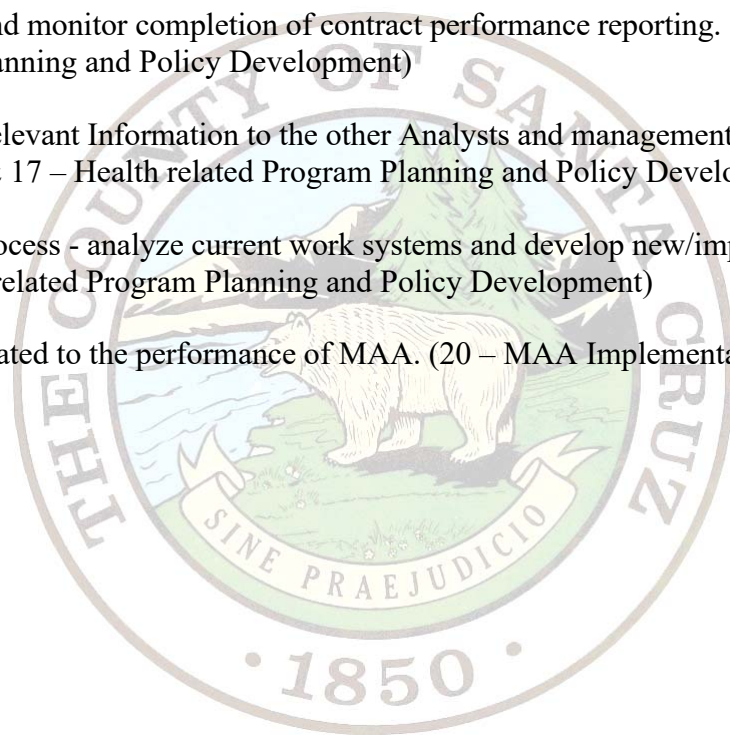 nd monitor completion of contract performance reporting.
anning and Policy Development)
elevant Information to the other Analysts and management
17 – Health related Program Planning and Policy Develo
ocess - analyze current work systems and develop new/imp
related Program Planning and Policy Development)
ated to the performance of MAA. (20 – MAA Implementa
THE COUNTY OF SANTA CRUZ
SINE PRAEJUDICIO
• 1850 •